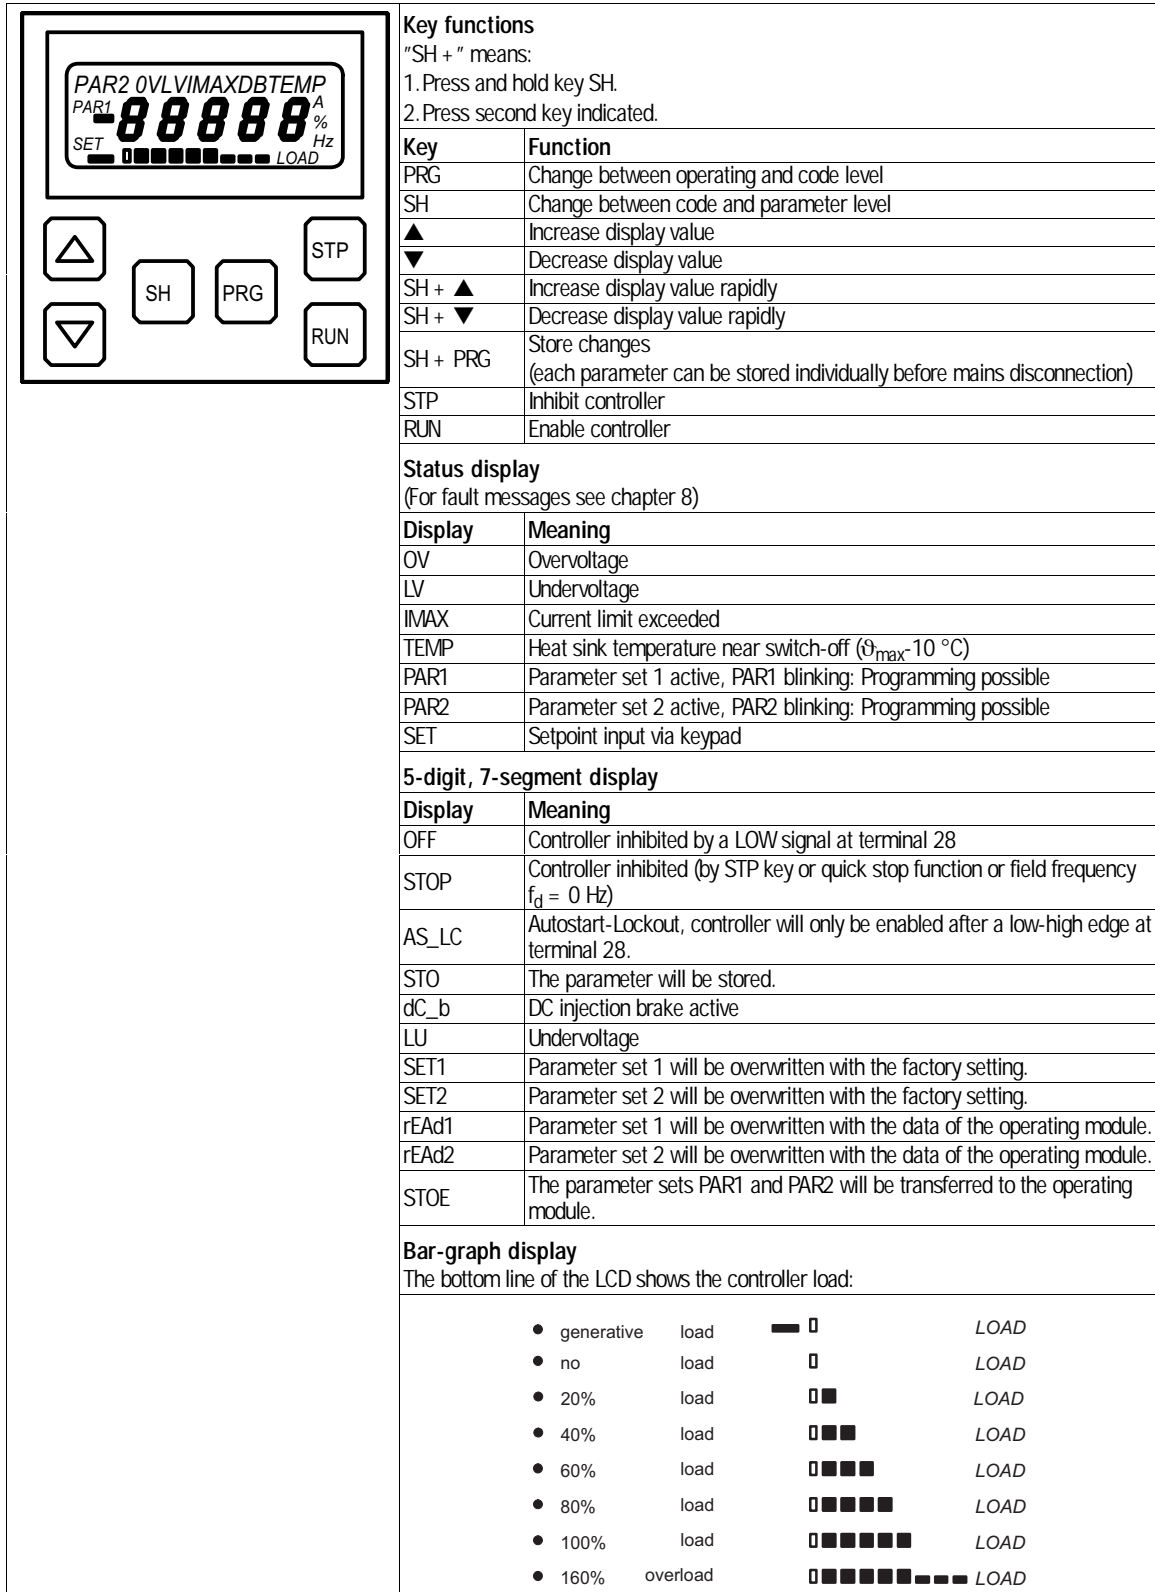 PAR2 0VLVIMAXDBTEMP
PAR1 -88888 A
%
SET Hz
LOAD
STP
SH PRG
RUN
Key functions
"SH + " means:
1. Press and hold key SH.
2. Press second key indicated.
Key Function
PRG Change between operating and code level
SH Change between code and parameter level
▲ Increase display value
▼ Decrease display value
SH + ▲ Increase display value rapidly
SH + ▼ Decrease display value rapidly
SH + PRG Store changes
(each parameter can be stored individually before mains disconnection)
STP Inhibit controller
RUN Enable controller
Status display
(For fault messages see chapter 8)
Display Meaning
OV Overvoltage
LV Undervoltage
IMAX Current limit exceeded
TEMP Heat sink temperature near switch-off (ϑmax-10 °C)
PAR1 Parameter set 1 active, PAR1 blinking: Programming possible
PAR2 Parameter set 2 active, PAR2 blinking: Programming possible
SET Setpoint input via keypad
5-digit, 7-segment display
Display Meaning
OFF Controller inhibited by a LOW signal at terminal 28
STOP Controller inhibited (by STP key or quick stop function or field frequency
fd = 0 Hz)
AS_LC Autostart-Lockout, controller will only be enabled after a low-high edge at
terminal 28.
STO The parameter will be stored.
dC_b DC injection brake active
LU Undervoltage
SET1 Parameter set 1 will be overwritten with the factory setting.
SET2 Parameter set 2 will be overwritten with the factory setting.
rEAd1 Parameter set 1 will be overwritten with the data of the operating module.
rEAd2 Parameter set 2 will be overwritten with the data of the operating module.
STOE The parameter sets PAR1 and PAR2 will be transferred to the operating
module.
Bar-graph display
The bottom line of the LCD shows the controller load:
● generative load LOAD
● no load LOAD
● 20% load LOAD
● 40% load LOAD
● 60% load LOAD
● 80% load LOAD
● 100% load LOAD
● 160% overload LOAD